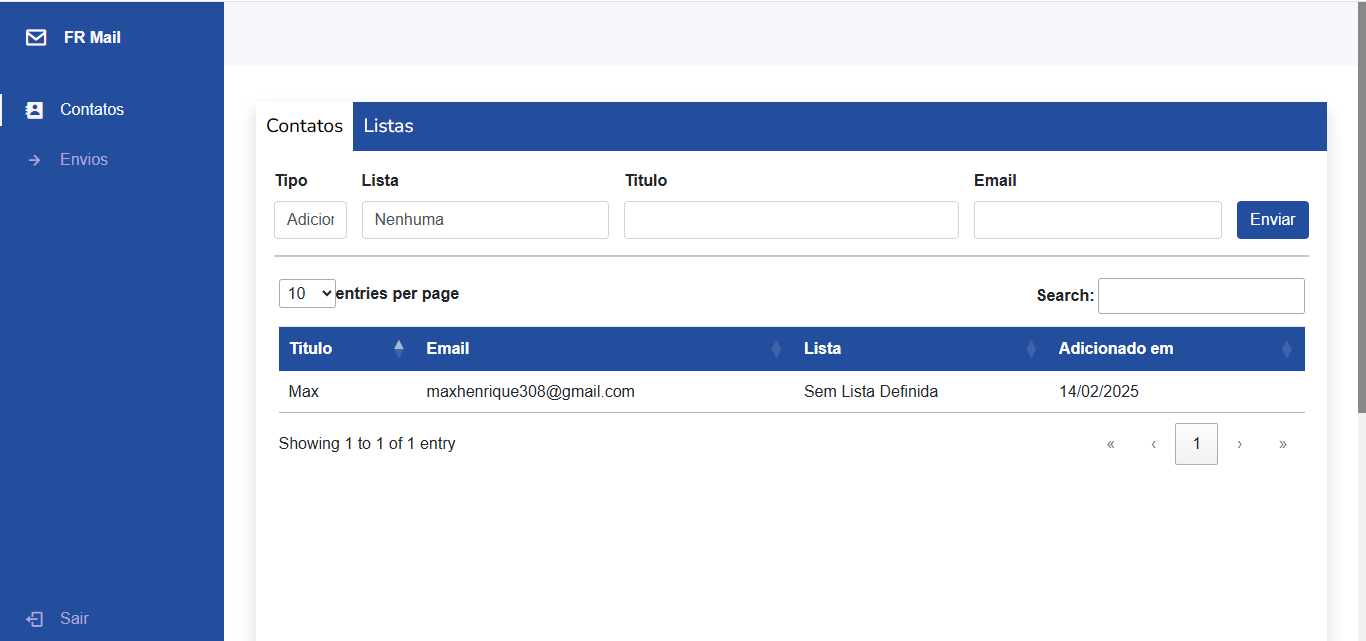 FR Mail
Contatos
Envios
Sair
Contatos Listas
Tipo Lista Titulo Email
Adicior Nenhuma Enviar
10 entries per page Search:
Título Email Lista Adicionado em
Max maxhenrique308@gmail.com Sem Lista Definida 14/02/2025
Showing 1 to 1 of 1 entry « ‹ 1 › »